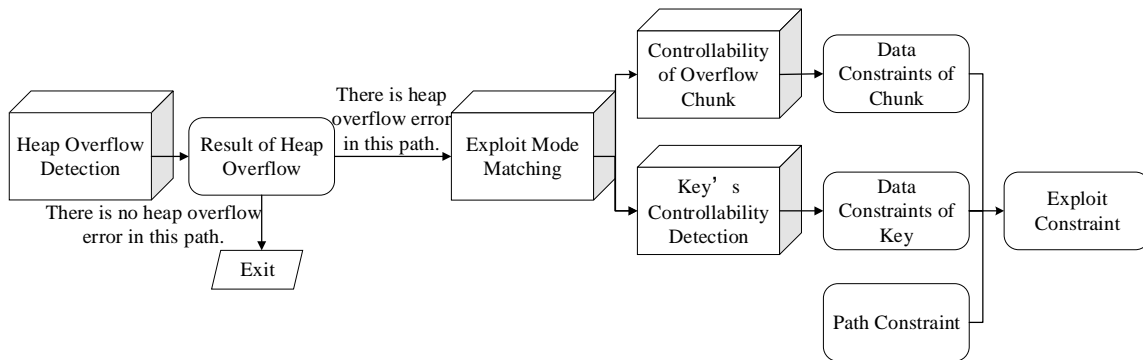 Heap Overflow
Detection
Result of Heap
Overflow
There is no heap overflow
error in this path.
Exit
There is heap
overflow error
in this path.
Exploit Mode
Matching
Controllability
of Overflow
Chunk
Data
Constraints of
Chunk
Key’s
Controllability
Detection
Data
Constraints of
Key
Path Constraint
Exploit
Constraint